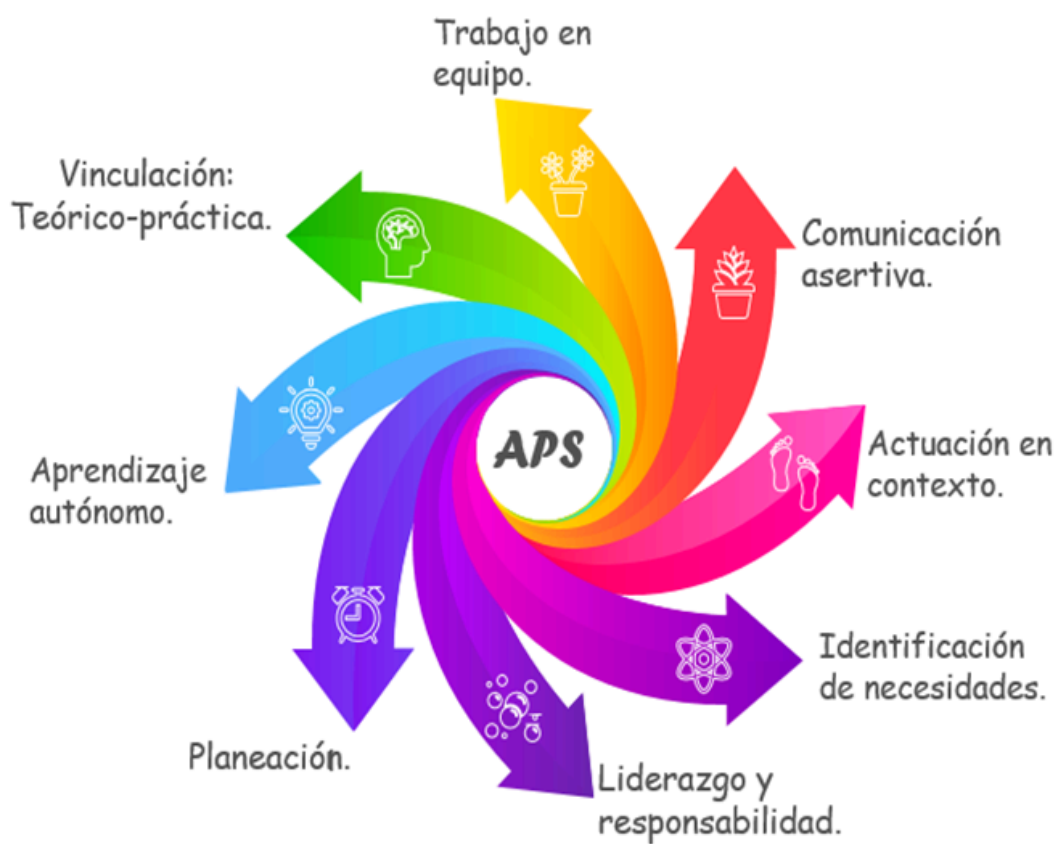 Trabajo en
equipo.
Vinculación:
Teórico-práctica.
Comunicación
asertiva.
APS
Actuación en
contexto.
Aprendizaje
autónomo.
Identificación
de necesidades.
Planeación.
Liderazgo y
responsabilidad.